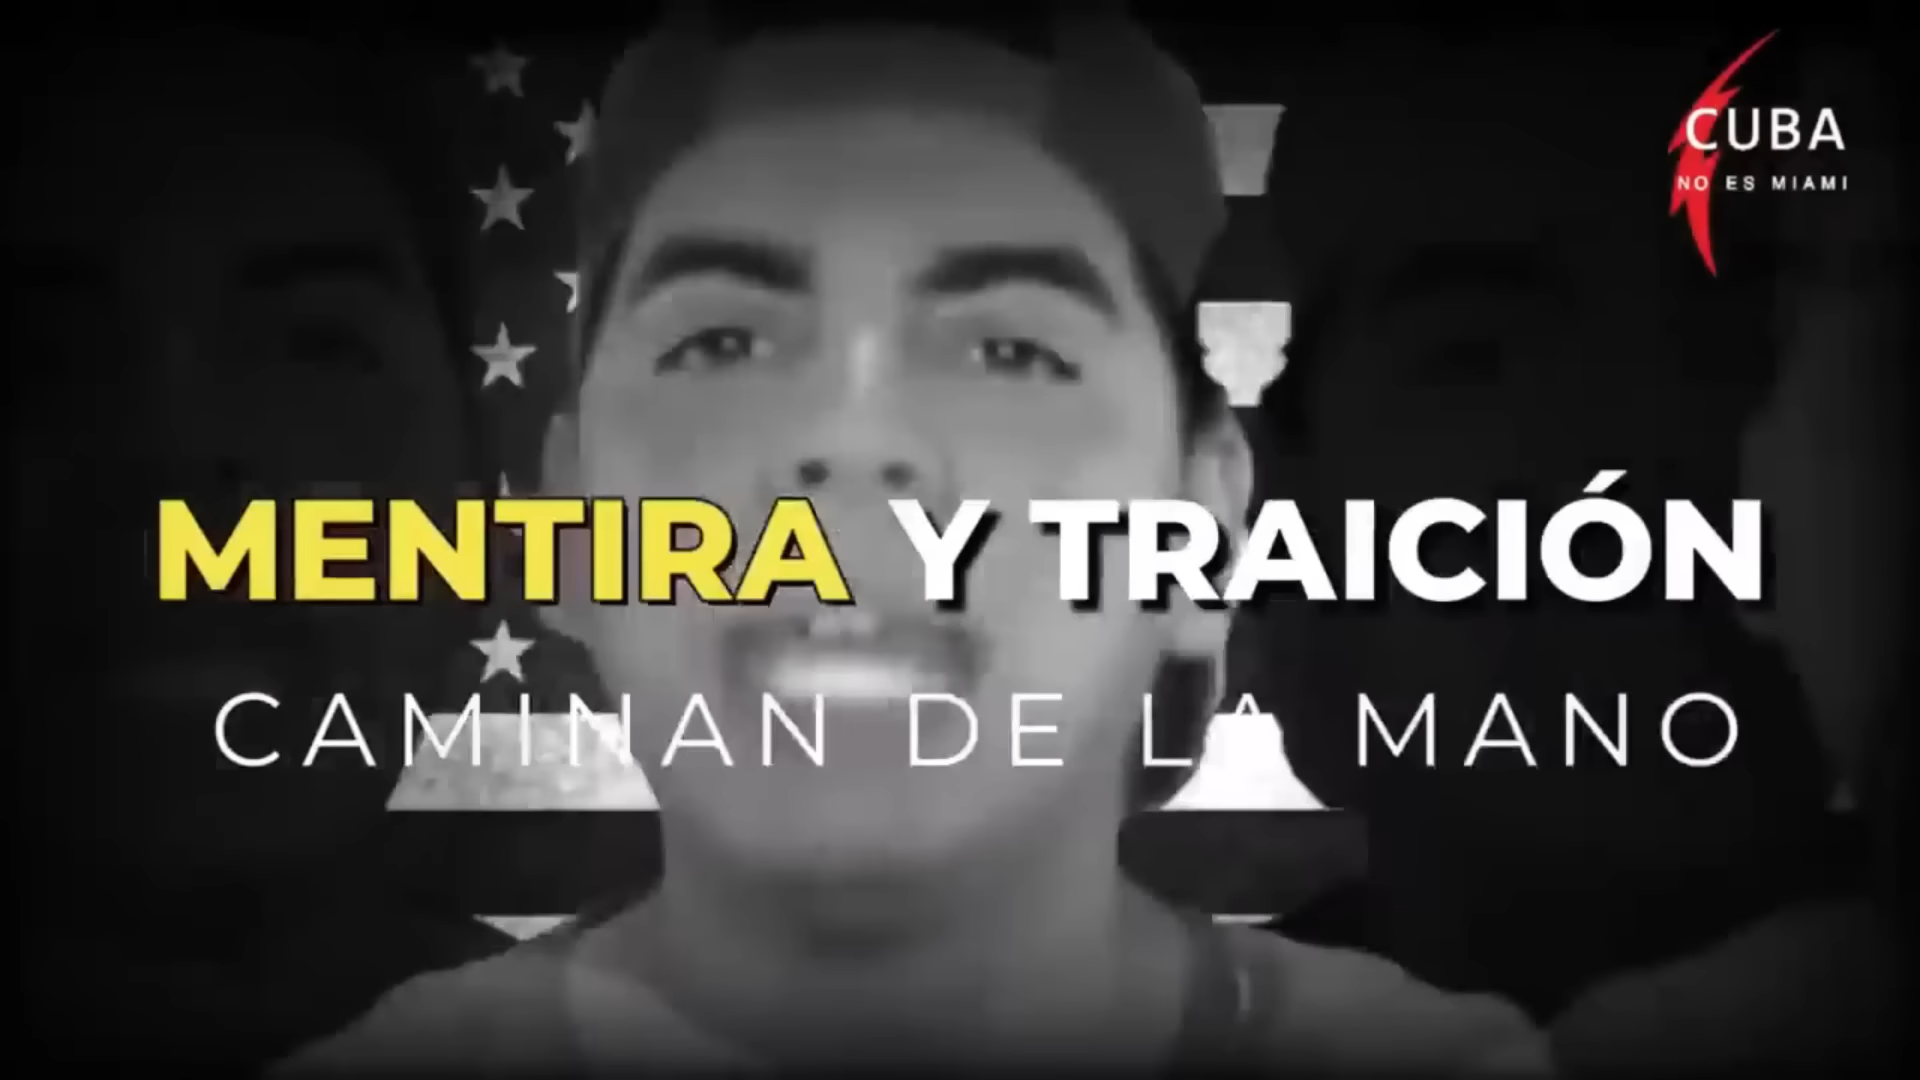 CUBA
NO ES MIAMI
MENTIRA Y TRAICIÓN
CAMINAN DE LA MANO